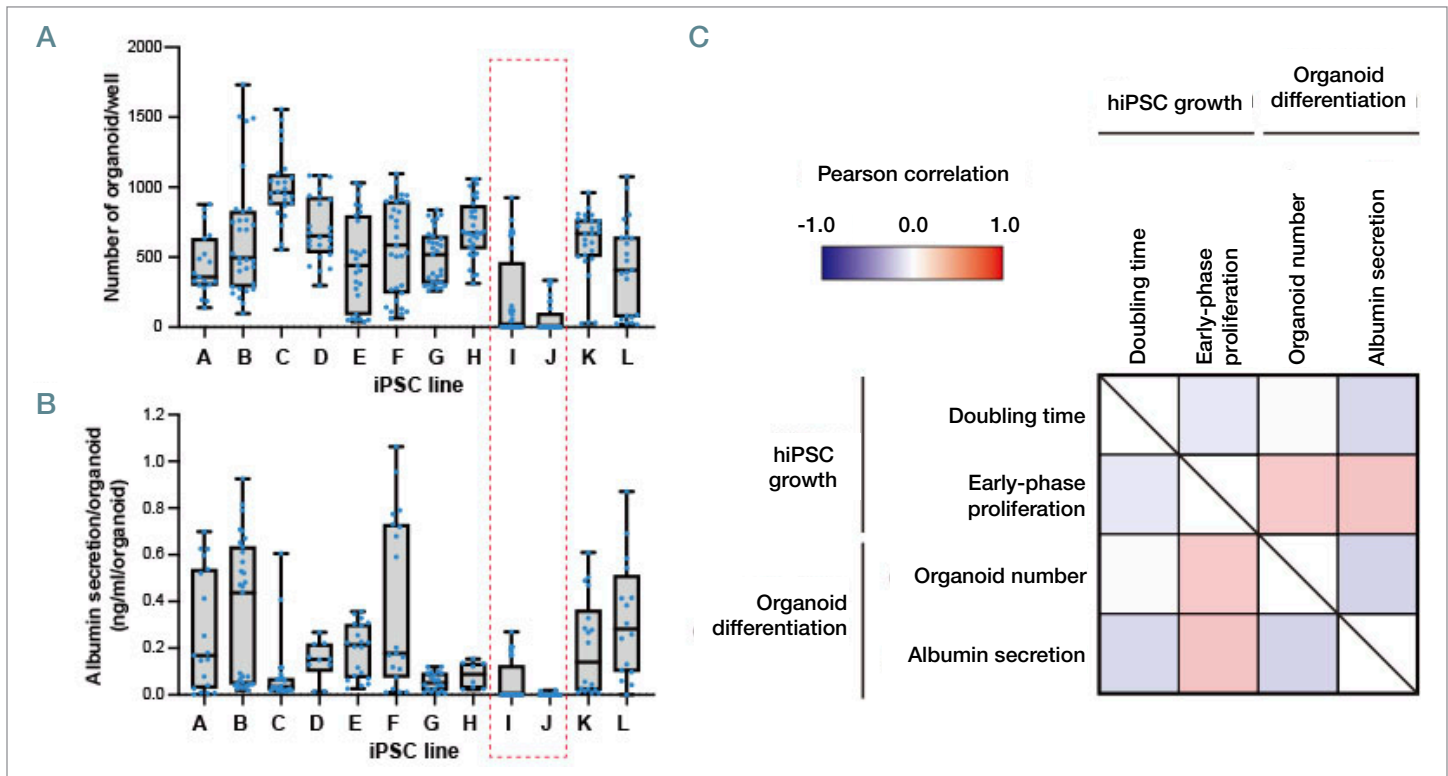 A
Number of organoid/well
2000
1500
1000
500
0
A B C D E F G H I J K L
iPSC line
B
Albumin secretion/organoid
(ng/ml/organoid)
1.2
1.0
0.8
0.6
0.4
0.2
0.0
A B C D E F G H I J K L
iPSC line
C
Pearson correlation
-1.0 0.0 1.0
hiPSC growth
Organoid
differentiation
Doubling time
Early-phase
proliferation
Organoid number
Albumin secretion
hiPSC
growth
Doubling time
Early-phase
proliferation
Organoid
differentiation
Organoid number
Albumin secretion